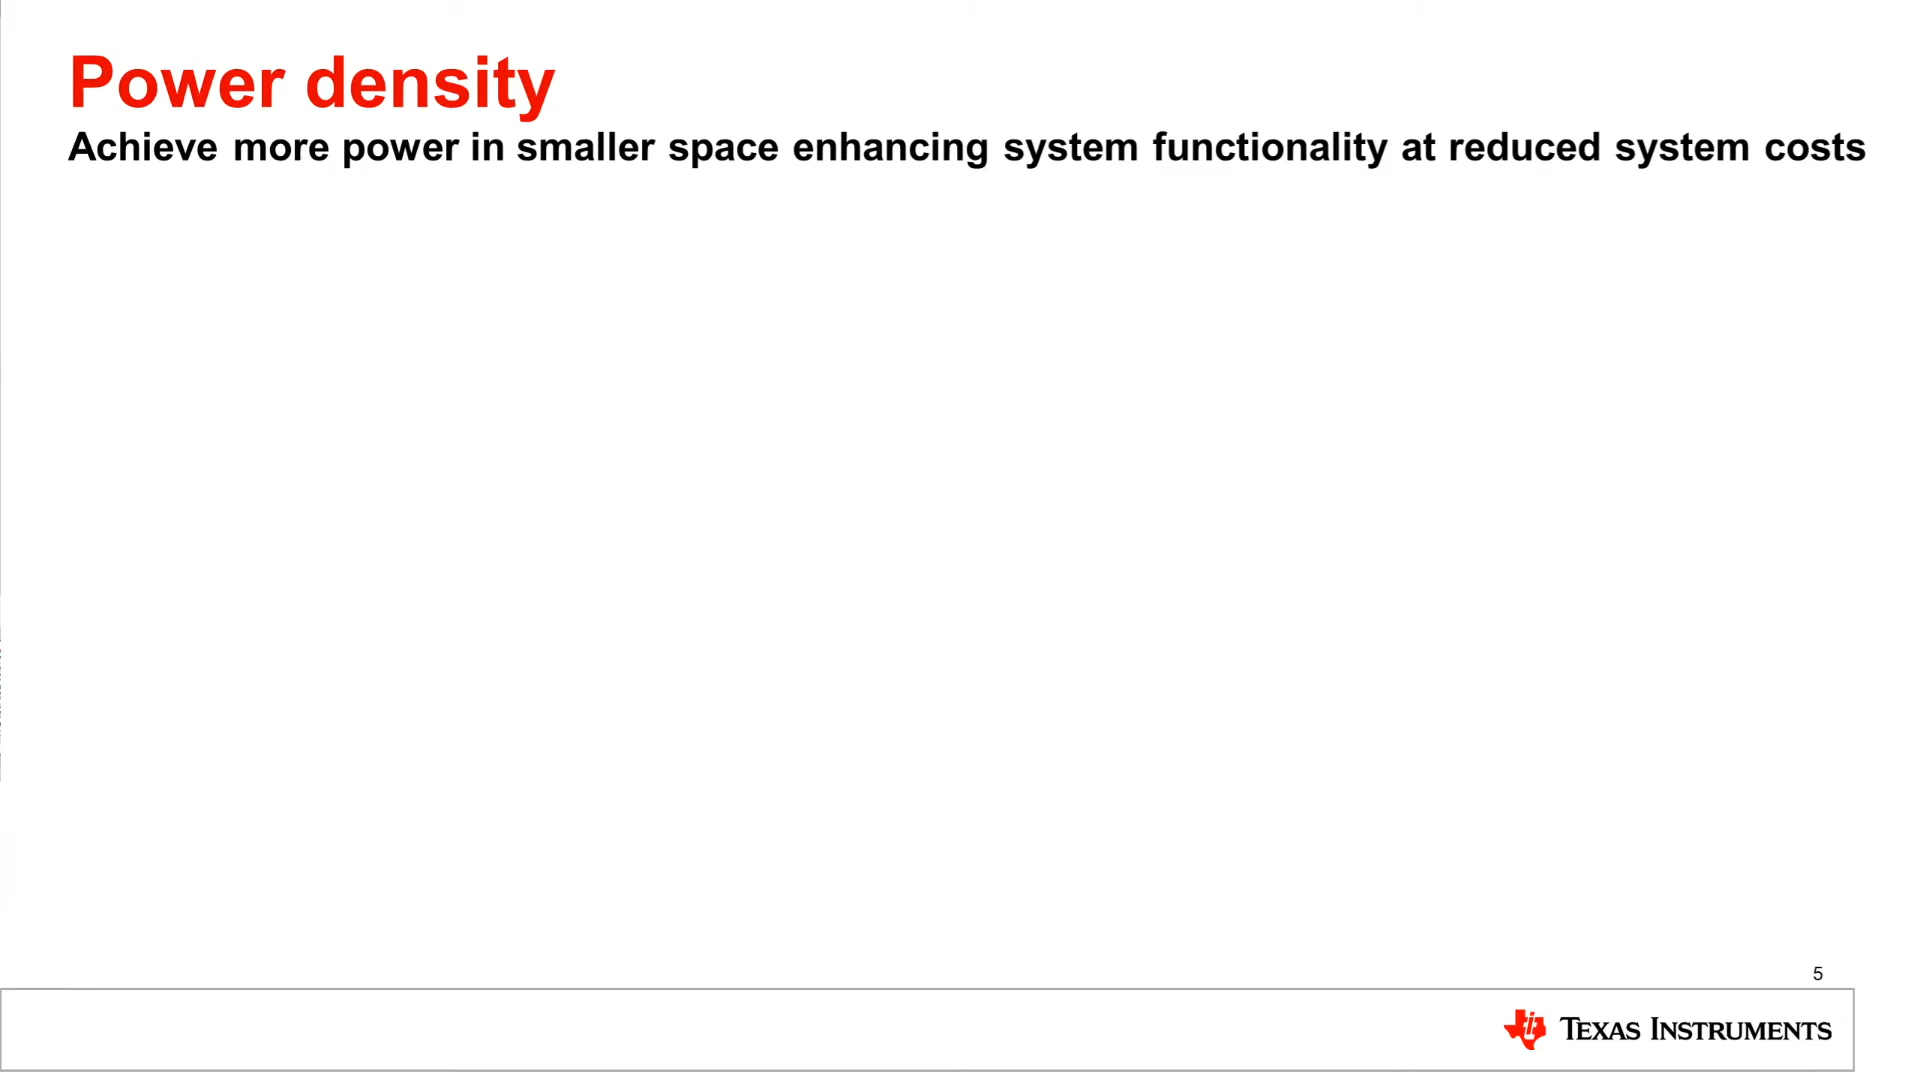 Power density
Achieve more power in smaller space enhancing system functionality at reduced system costs
5
TEXAS INSTRUMENTS